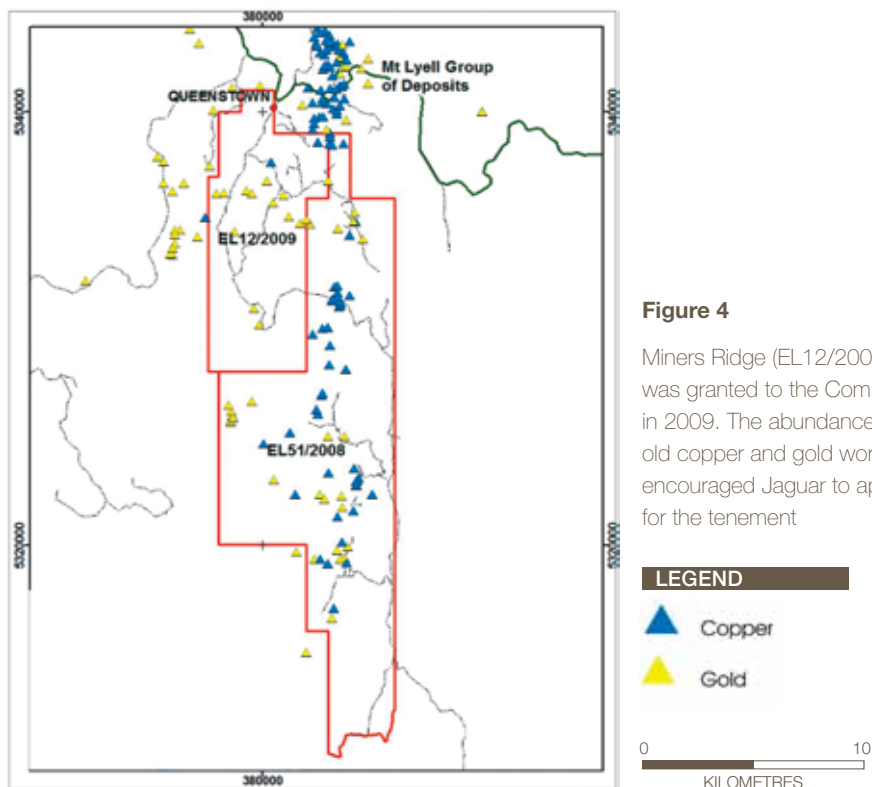 380000
Mt Lyell Group
of Deposits
QUEENSTOWN
5340000
5340000
EL12/2009
EL51/2008
5320000
5320000
380000
Figure 4
Miners Ridge (EL12/200
was granted to the Com
in 2009. The abundance
old copper and gold wor
encouraged Jaguar to ap
for the tenement
LEGEND
Copper
Gold
0 10
KILOMETRES